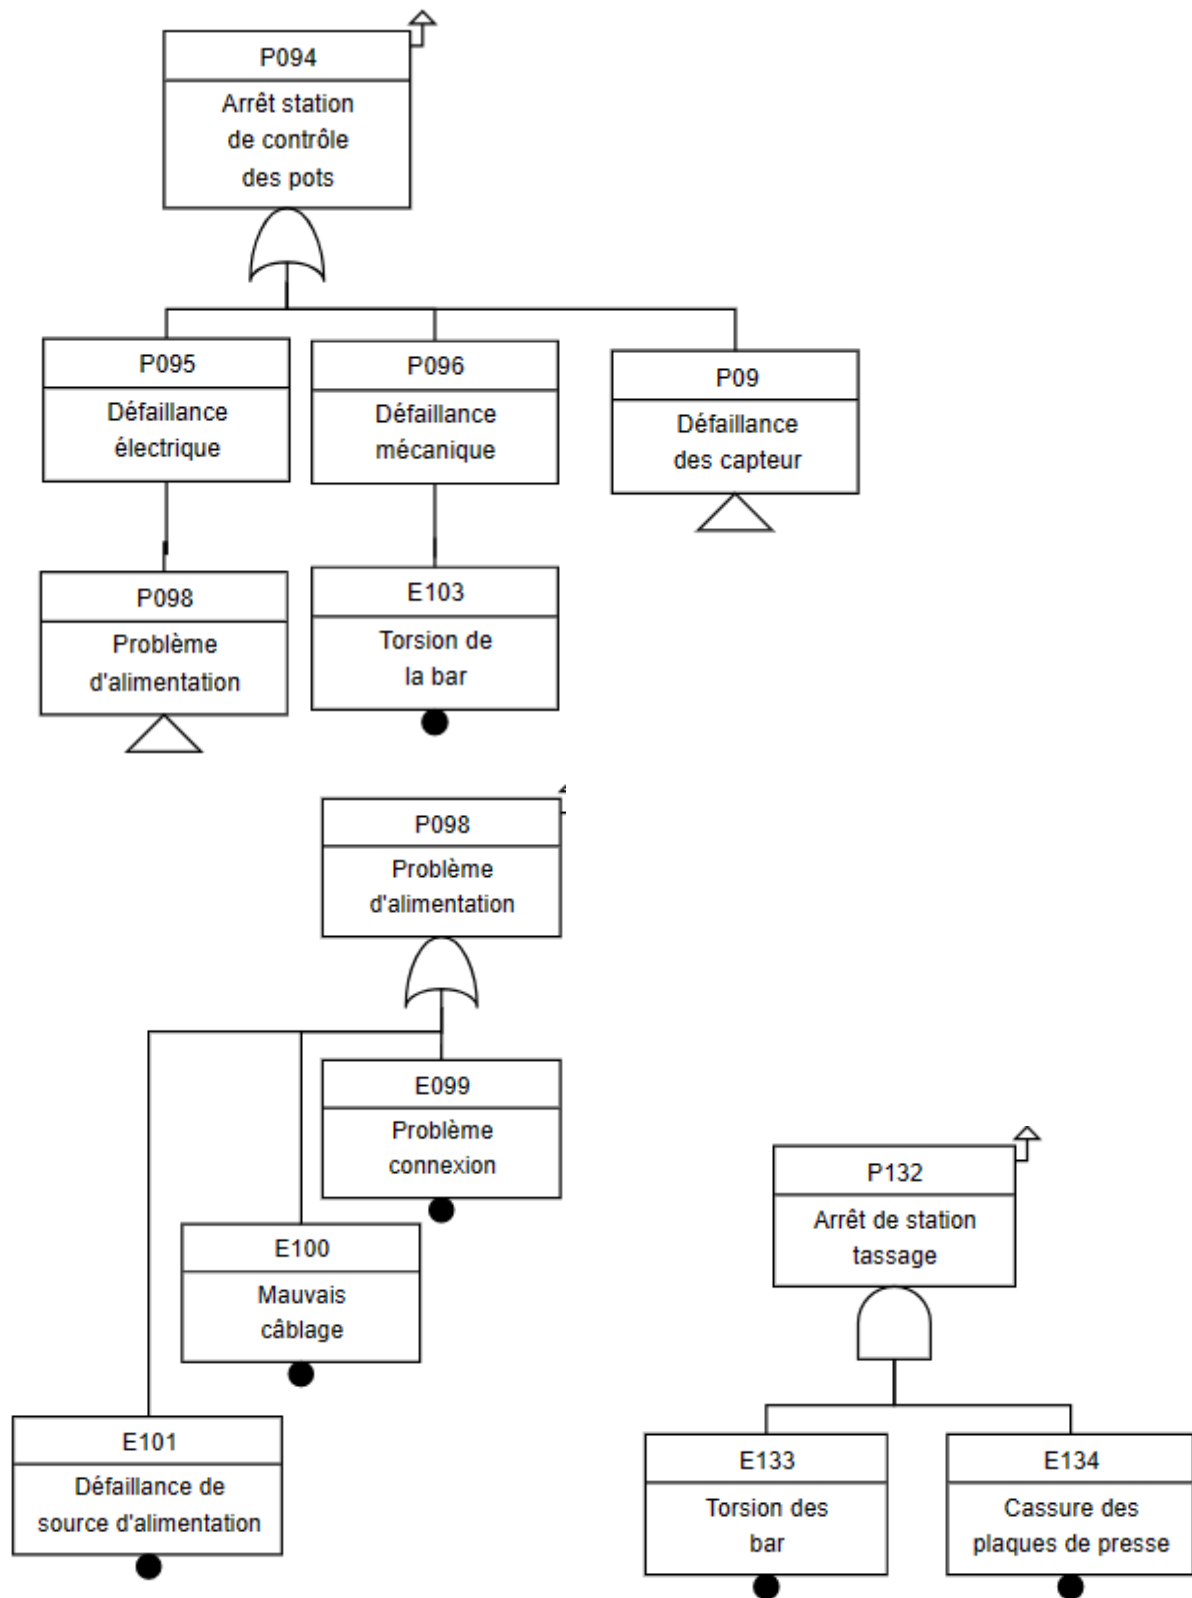 P094
Arrêt station
de contrôle
des pots
P095
Défaillance
électrique
P096
Défaillance
mécanique
P09
Défaillance
des capteur
P098
Problème
d'alimentation
E103
Torsion de
la bar
P098
Problème
d'alimentation
E099
Problème
connexion
E100
Mauvais
câblage
E101
Défaillance de
source d'alimentation
P132
Arrêt de station
tassage
E133
Torsion des
bar
E134
Cassure des
plaques de presse